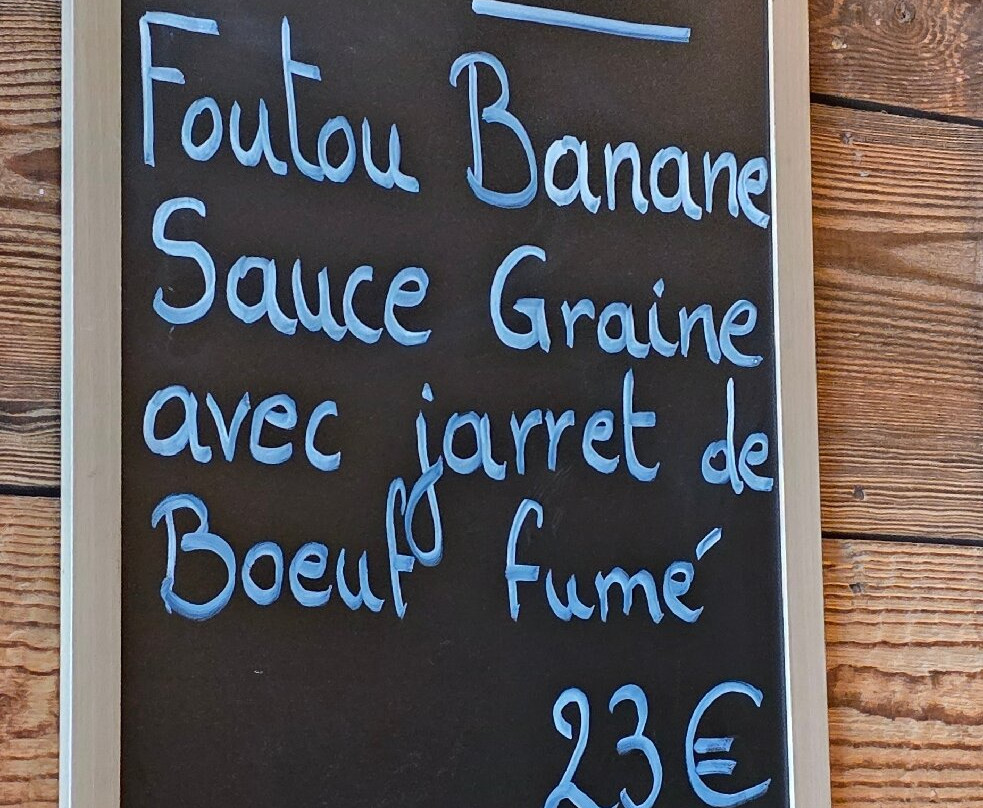 Foutou Banane
Sauce Graine
avec jarret de
Boeuf fumé
23€